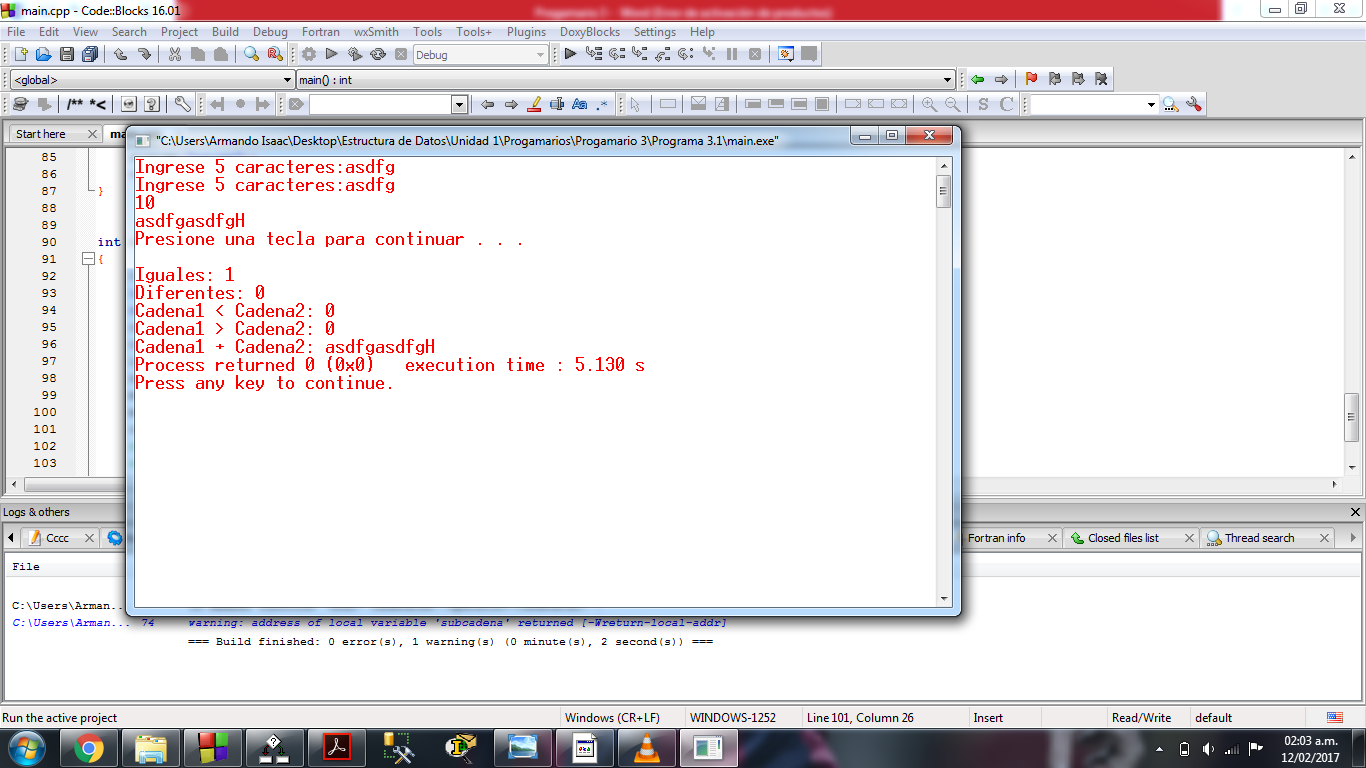 main.cpp - Code::Blocks 16.01
File Edit View Search Project Build Debug Fortran wxSmith Tools Tools+ Plugins DoxyBlocks Settings Help
Debug
<global> main() : int
/** *< Aa .* S C
Start here
"C:\Users\Armando Isaac\Desktop\Estructura de Datos\Unidad 1\Progamarios\Progamario 3\Programa 3.1\main.exe"
Ingrese 5 caracteres:asdfg
Ingrese 5 caracteres:asdfg
10
asdfgasdfgH
Presione una tecla para continuar . . .
Iguales: 1
Diferentes: 0
Cadena1 < Cadena2: 0
Cadena1 > Cadena2: 0
Cadena1 + Cadena2: asdfgasdfgH
Process returned 0 (0x0) execution time : 5.130 s
Press any key to continue.
85
86
87 }
88
89
90 int
91 {
92
93
94
95
96
97
98
99
100
101
102
103
Logs & others
Cccc Fortran info Closed files list Thread search
File
C:\Users\Arman...
C:\Users\Arman... 74 warning: address of local variable 'subcadena' returned [-Wreturn-local-addr]
=== Build finished: 0 error(s), 1 warning(s) (0 minute(s), 2 second(s)) ===
Run the active project Windows (CR+LF) WINDOWS-1252 Line 101, Column 26 Insert Read/Write default
02:03 a.m.
12/02/2017